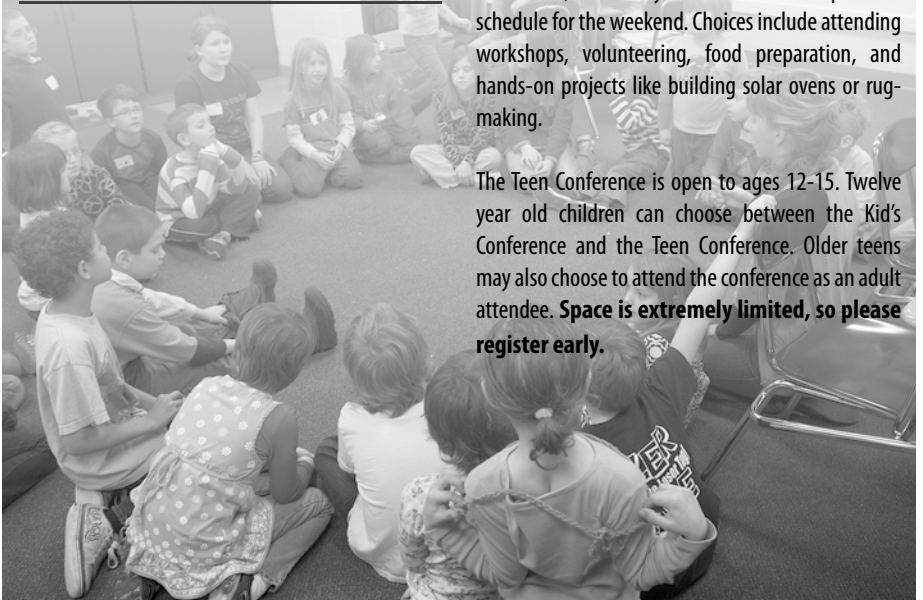 schedule for the weekend. Choices include attending
workshops, volunteering, food preparation, and
hands-on projects like building solar ovens or rug-
making.
The Teen Conference is open to ages 12-15. Twelve
year old children can choose between the Kid's
Conference and the Teen Conference. Older teens
may also choose to attend the conference as an adult
attendee. Space is extremely limited, so please
register early.